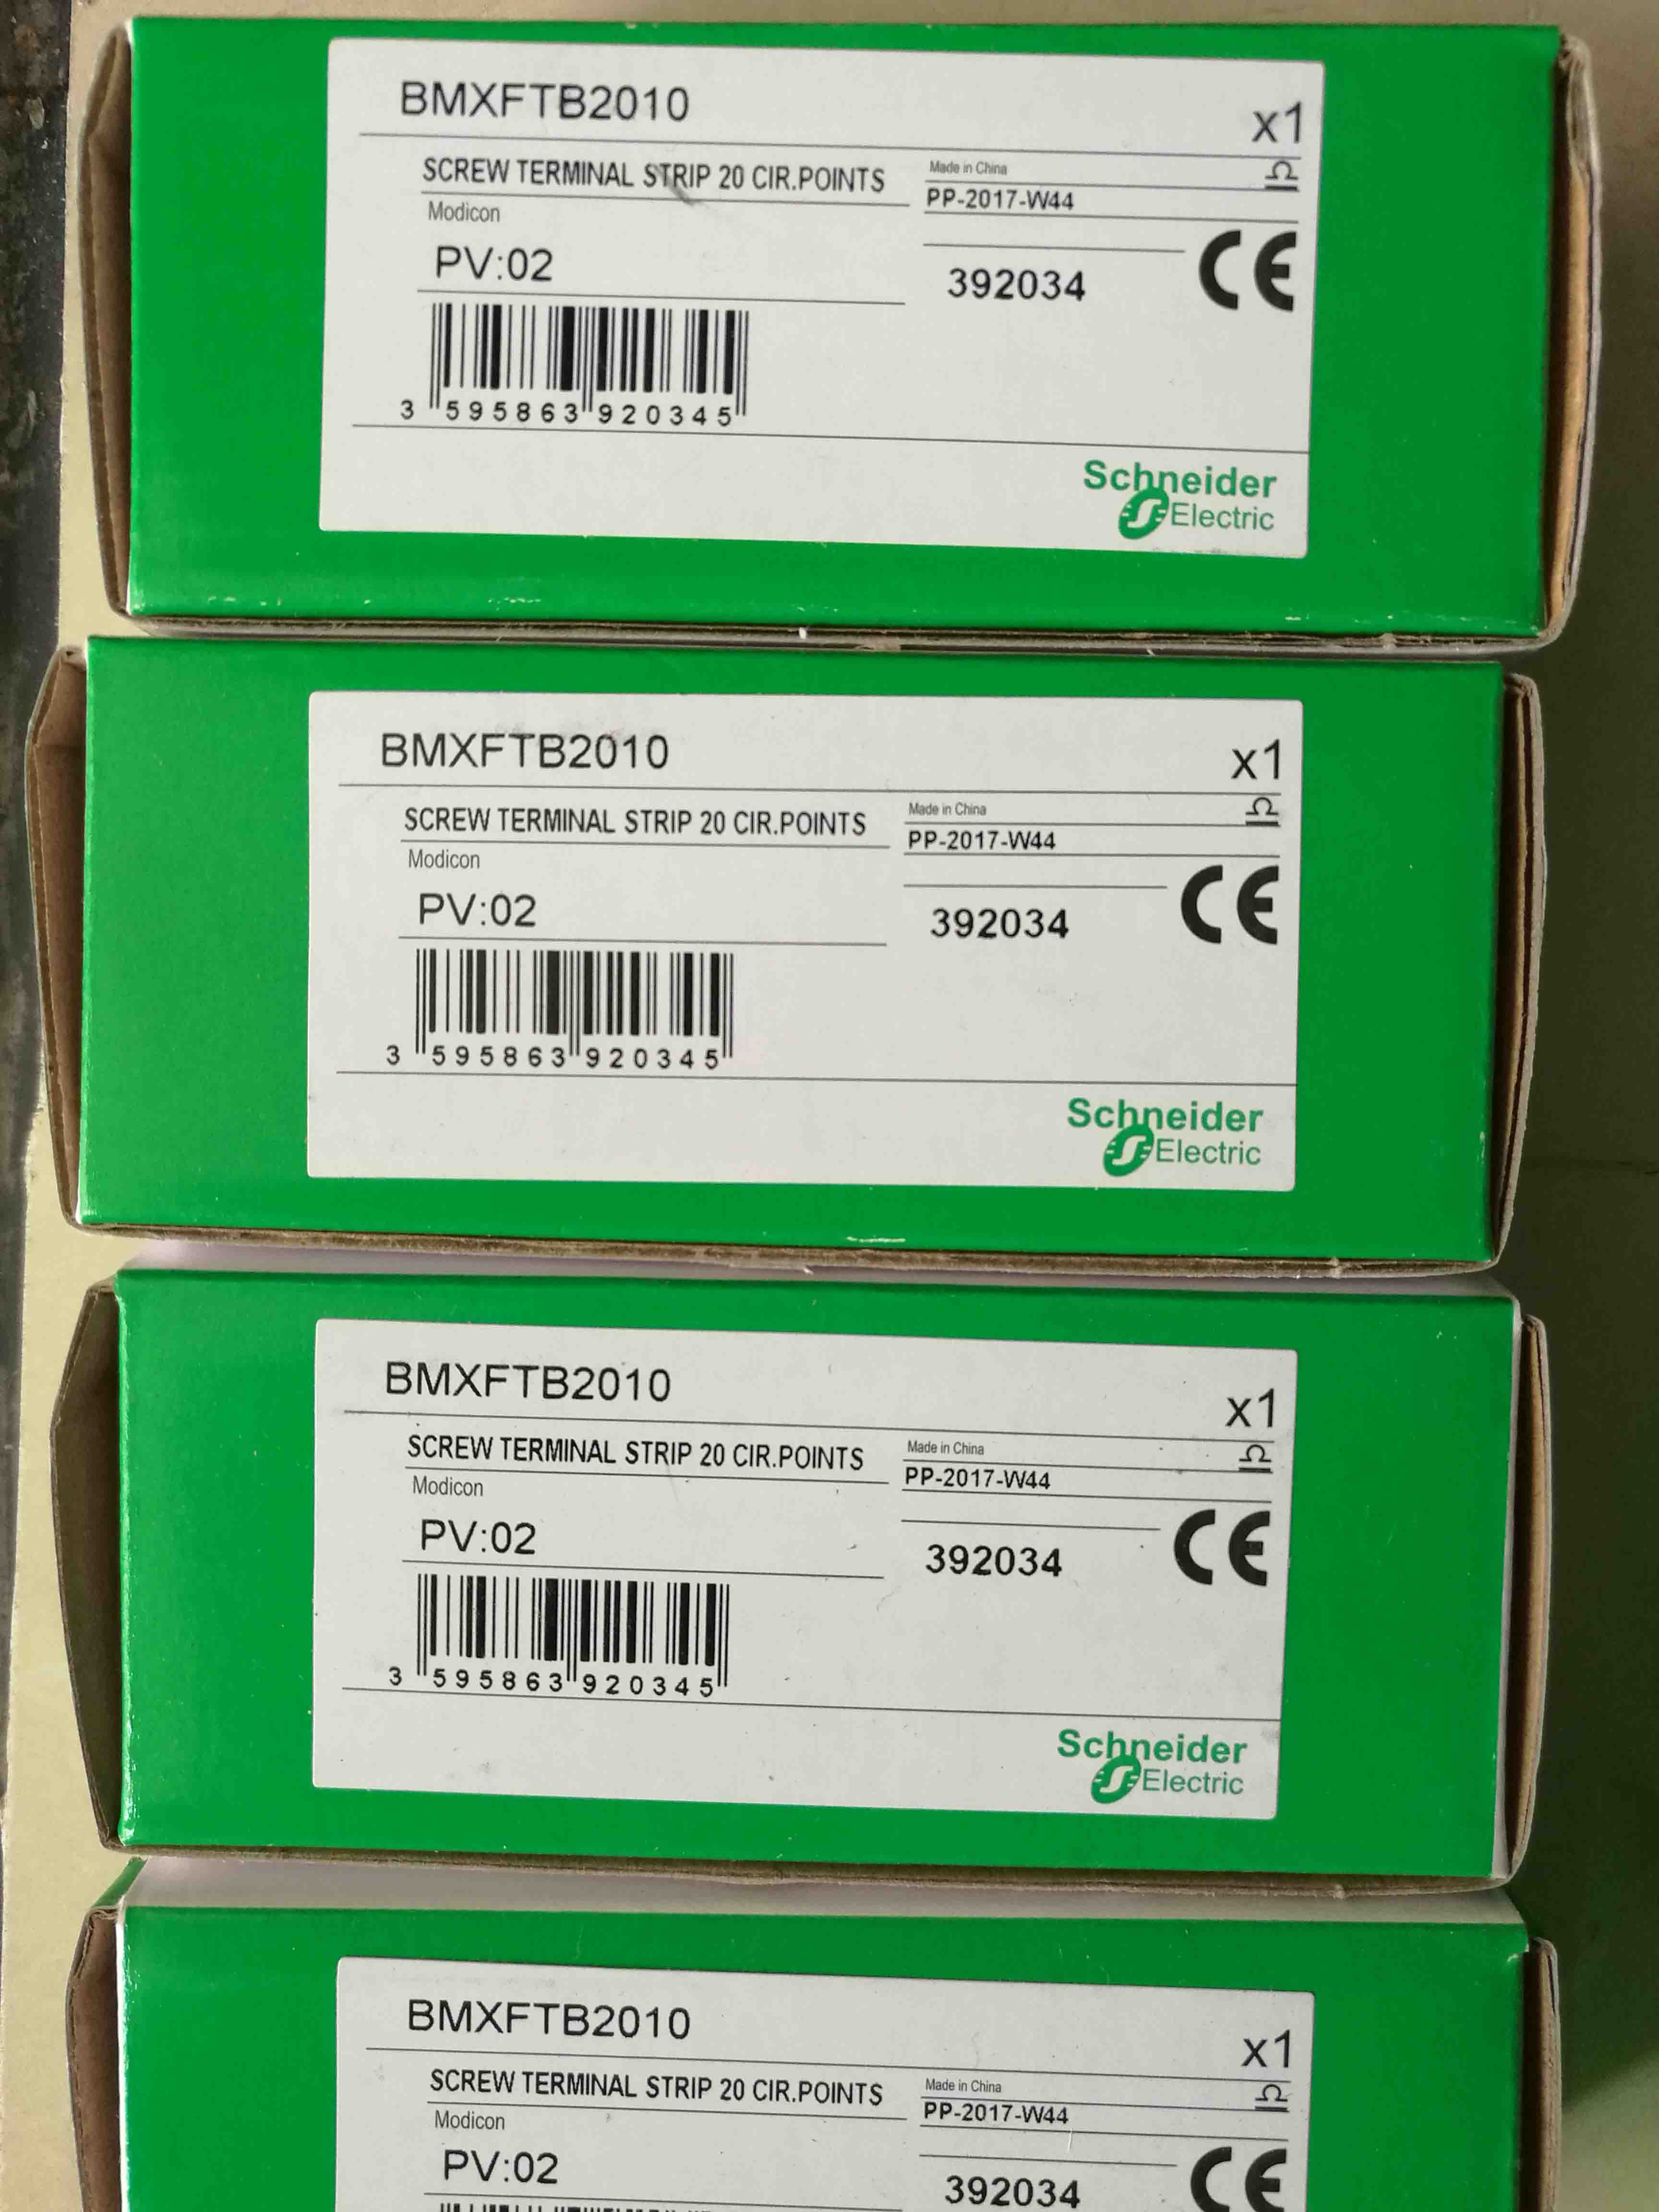 BMXFTB2010
x1
SCREW TERMINAL STRIP 20 CIR.POINTS
Made in China
Modicon
PP-2017-W44
PV:02
392034
CE
3 595863 920345
Schneider
Electric
BMXFTB2010
x1
SCREW TERMINAL STRIP 20 CIR.POINTS
Made in China
Modicon
PP-2017-W44
PV:02
392034
CE
3 595863 920345
Schneider
Electric
BMXFTB2010
x1
SCREW TERMINAL STRIP 20 CIR.POINTS
Made in China
Modicon
PP-2017-W44
PV:02
392034
CE
3 595863 920345
Schneider
Electric
BMXFTB2010
x1
SCREW TERMINAL STRIP 20 CIR.POINTS
Made in China
Modicon
PP-2017-W44
PV:02
392034
CE